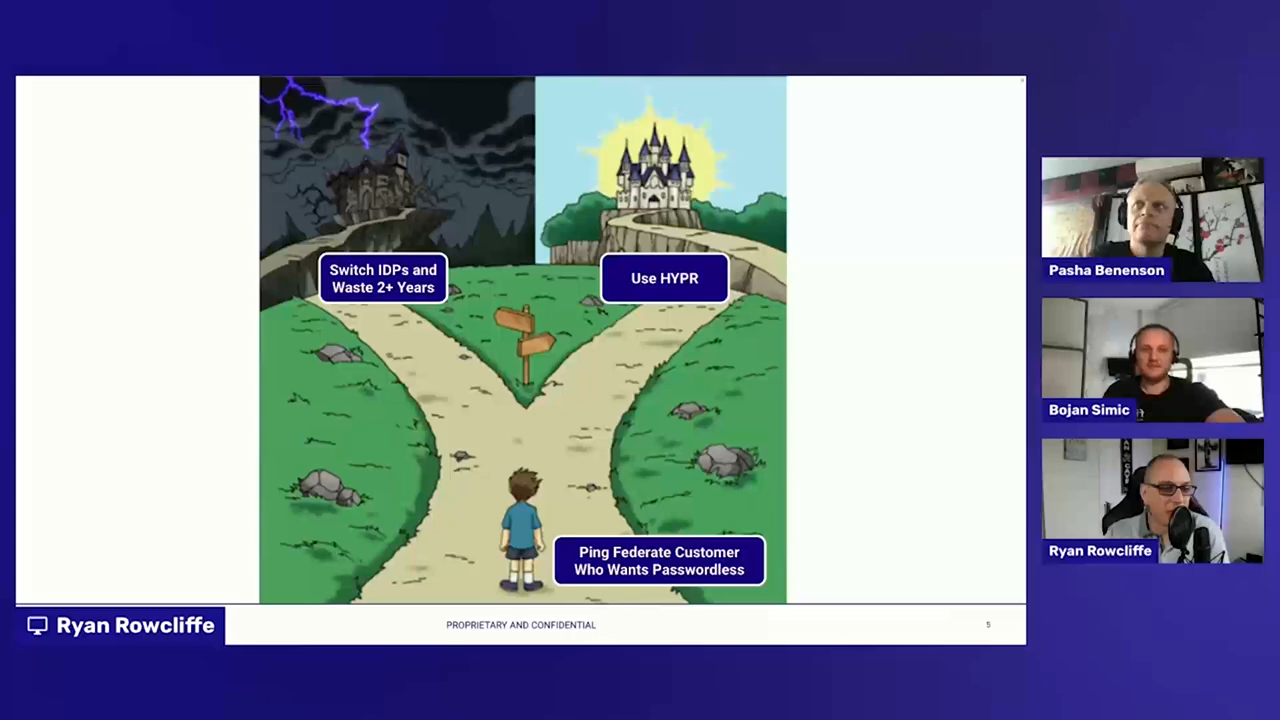 Switch IDPs and
Waste 2+ Years
Use HYPR
Ping Federate Customer
Who Wants Passwordless
PROPRIETARY AND CONFIDENTIAL
5
Ryan Rowcliffe
Pasha Benenson
Bojan Simic
Ryan Rowcliffe